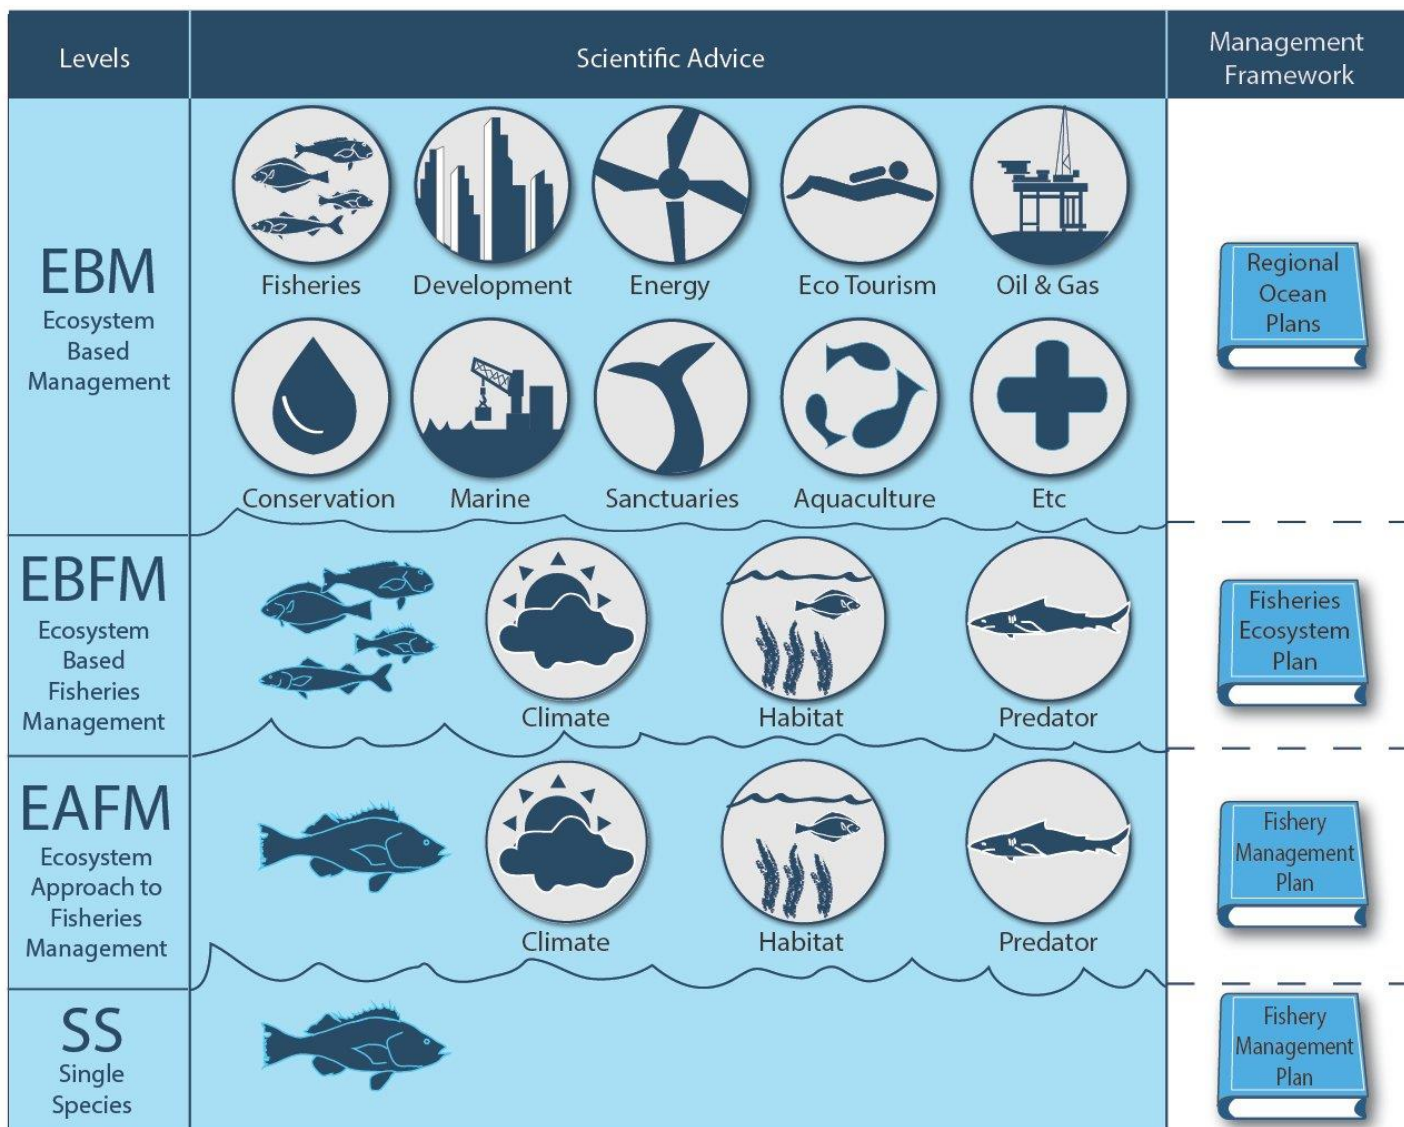 Levels
Scientific Advice
Management
Framework
EBM
Ecosystem
Based
Management
Fisheries
Development
Energy
Eco Tourism
Oil & Gas
Conservation
Marine
Sanctuaries
Aquaculture
Etc
Regional
Ocean
Plans
EBFM
Ecosystem
Based
Fisheries
Management
Climate
Habitat
Predator
Fisheries
Ecosystem
Plan
EAFM
Ecosystem
Approach to
Fisheries
Management
Climate
Habitat
Predator
Fishery
Management
Plan
SS
Single
Species
Fishery
Management
Plan